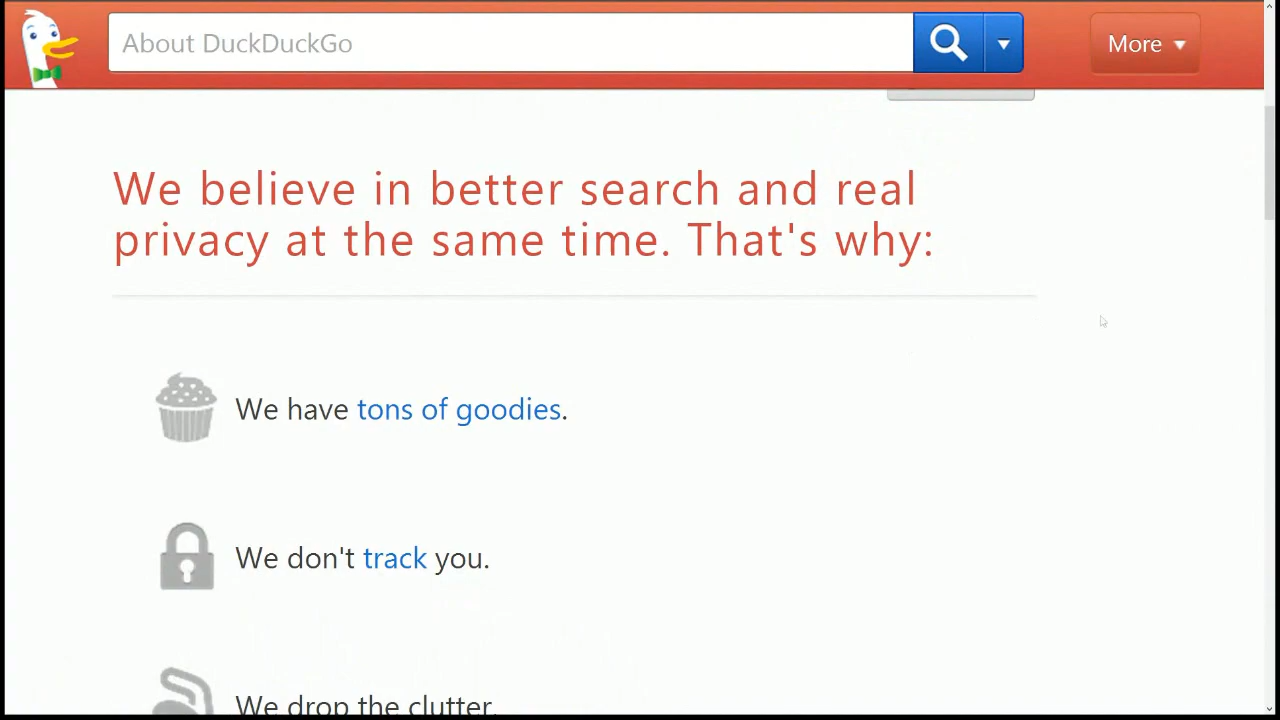 About DuckDuckGo
More
We believe in better search and real
privacy at the same time. That's why:
We have tons of goodies.
We don't track you.
We drop the clutter.